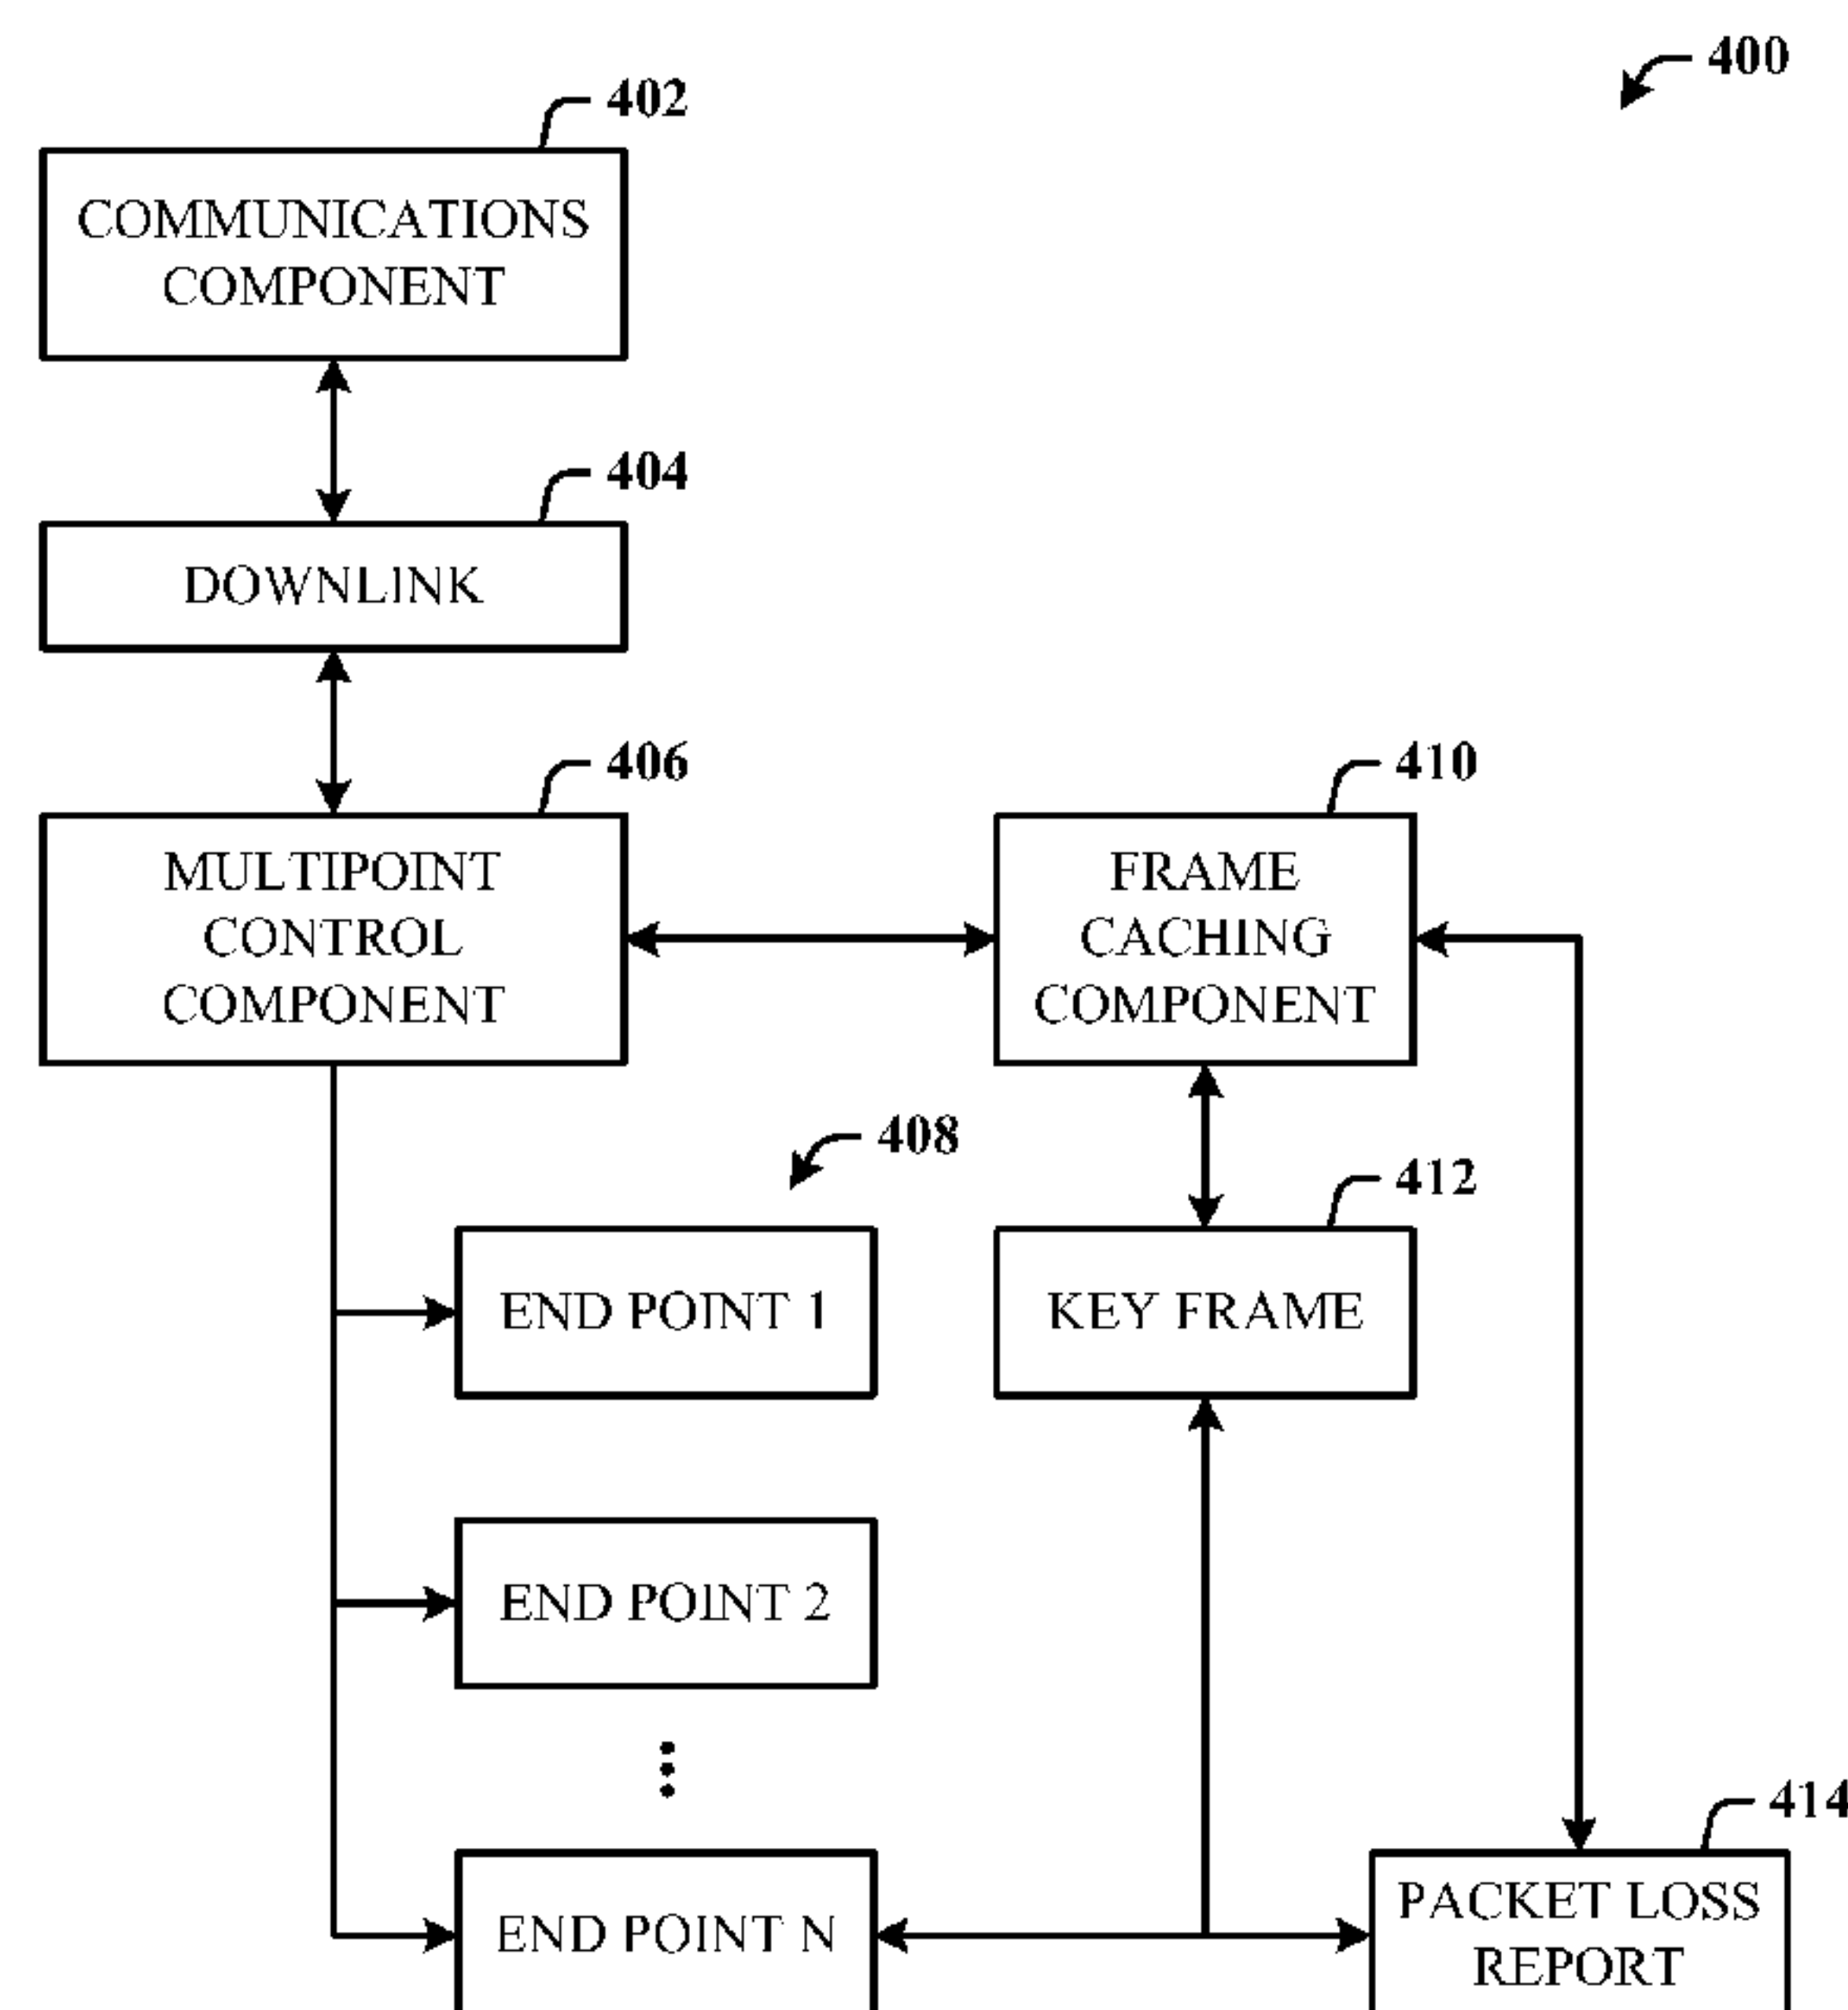 400
402
COMMUNICATIONS
COMPONENT
404
DOWNLINK
406
MULTIPOINT
CONTROL
COMPONENT
410
FRAME
CACHING
COMPONENT
408
412
END POINT 1
KEY FRAME
END POINT 2
414
END POINT N
PACKET LOSS
REPORT